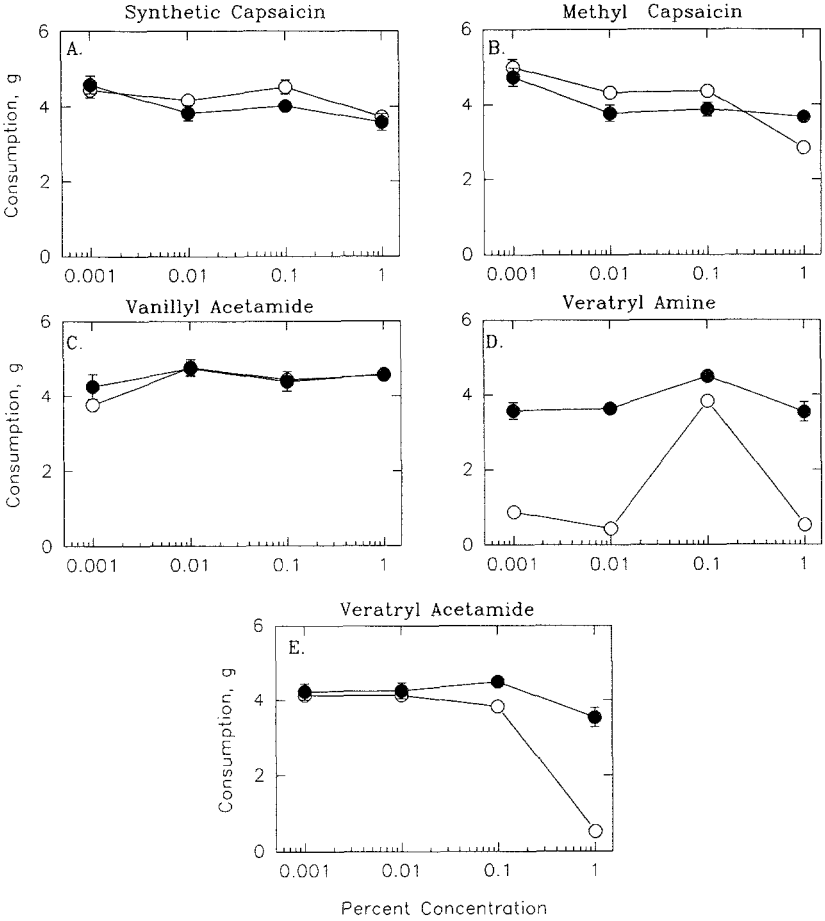 Synthetic Capsaicin
A.
Consumption, g
6
4
2
0
0.001 0.01 0.1 1
Methyl Capsaicin
B.
6
4
2
0
0.001 0.01 0.1 1
Vanillyl Acetamide
C.
Consumption, g
6
4
2
0
0.001 0.01 0.1 1
Veratryl Amine
D.
6
4
2
0
0.001 0.01 0.1 1
Veratryl Acetamide
E.
Consumption, g
6
4
2
0
0.001 0.01 0.1 1
Percent Concentration